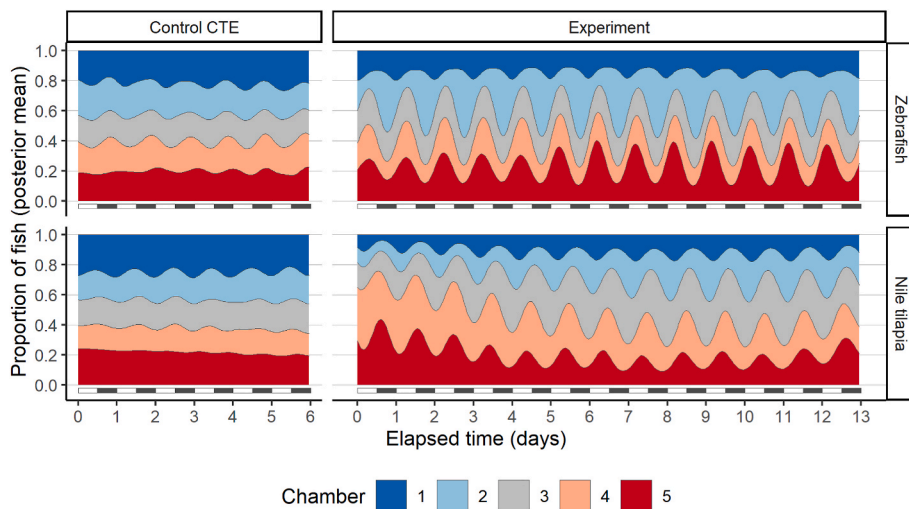 Control CTE
Experiment
Proportion of fish (posterior mean)
1.0
0.8
0.6
0.4
0.2
0.0
Zebrafish
1.0
0.8
0.6
0.4
0.2
0.0
Nile tilapia
0 1 2 3 4 5 6
0 1 2 3 4 5 6 7 8 9 10 11 12 13
Elapsed time (days)
Chamber 1 2 3 4 5